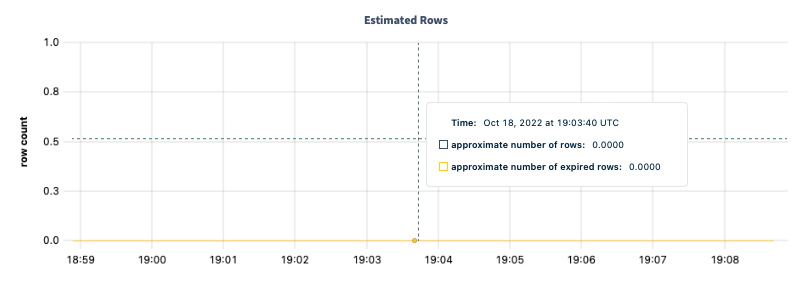 Estimated Rows
1.0
0.8
0.5
0.3
0.0
row count
Time: Oct 18, 2022 at 19:03:40 UTC
approximate number of rows: 0.0000
approximate number of expired rows: 0.0000
18:59 19:00 19:01 19:02 19:03 19:04 19:05 19:06 19:07 19:08